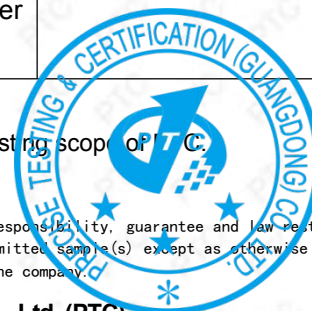 er
PRECISE TESTING & CERTIFICATION (GUANGDONG) CO., LTD.
PTC
sting scope of PTC.
esponsibility, guarantee and law rest
mitted sample(s) except as otherwise
he company.
Ltd. (PTC)